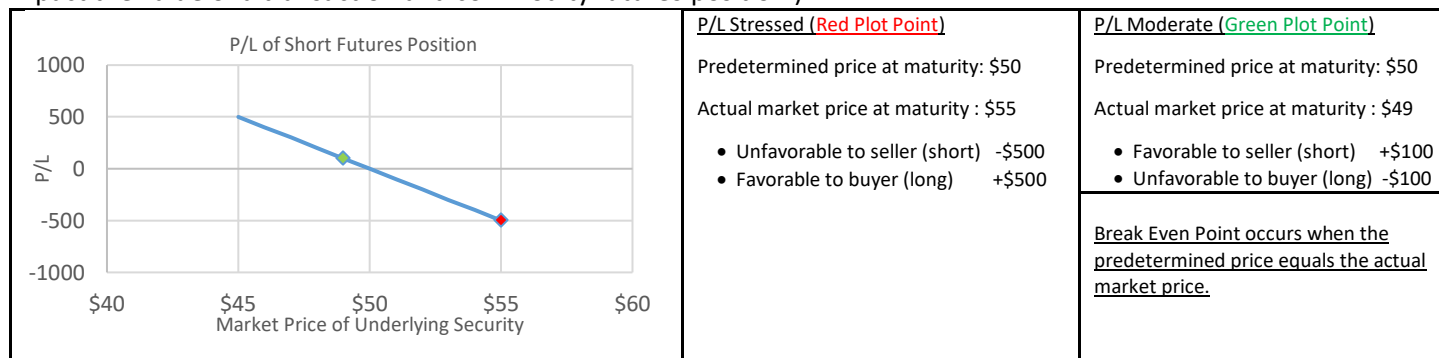 P/L of Short Futures Position
1000
500
0
-500
-1000
P/L
$40
$45
$50
$55
$60
Market Price of Underlying Security
P/L Stressed (Red Plot Point)
Predetermined price at maturity: $50
Actual market price at maturity : $55
• Unfavorable to seller (short) -$500
• Favorable to buyer (long) +$500
P/L Moderate (Green Plot Point)
Predetermined price at maturity: $50
Actual market price at maturity : $49
• Favorable to seller (short) +$100
• Unfavorable to buyer (long) -$100
Break Even Point occurs when the
predetermined price equals the actual
market price.